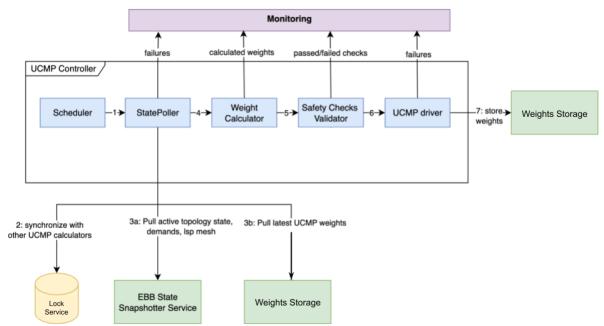 Monitoring
failures
calculated weights
passed/failed checks
failures
UCMP Controller
Scheduler
1
StatePoller
4
Weight
Calculator
5
Safety Checks
Validator
6
UCMP driver
7: store
weights
Weights Storage
2: synchronize with
other UCMP calculators
3a: Pull active topology state,
demands, lsp mesh
3b: Pull latest UCMP weights
Lock
Service
EBB State
Snapshotter Service
Weights Storage